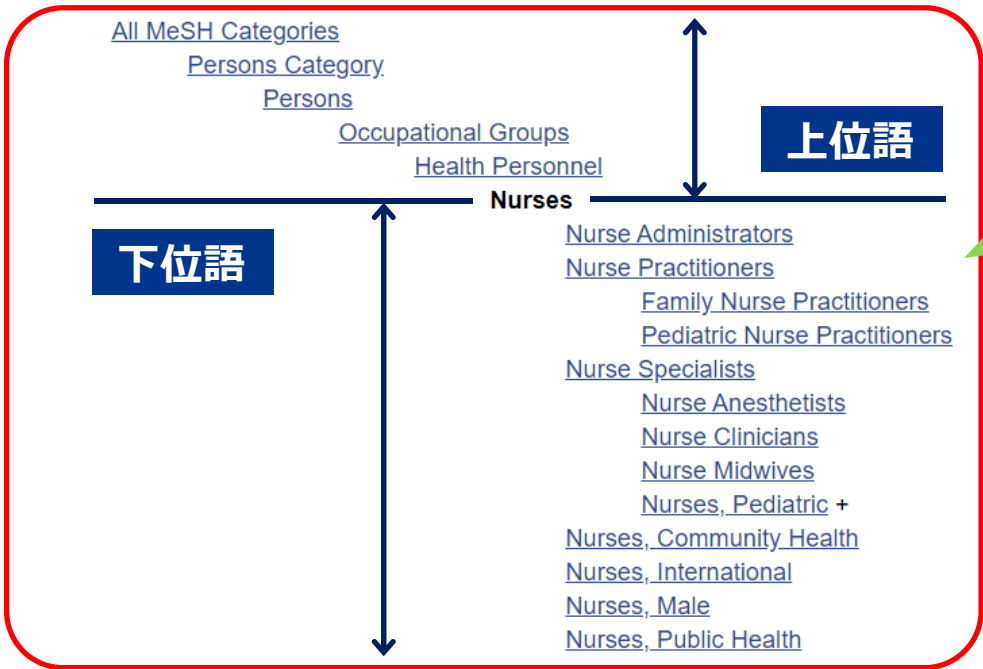 All MeSH Categories
Persons Category
Persons
Occupational Groups
上位語
Health Personnel
Nurses
Nurse Administrators
下位語
Nurse Practitioners
Family Nurse Practitioners
Pediatric Nurse Practitioners
Nurse Specialists
Nurse Anesthetists
Nurse Clinicians
Nurse Midwives
Nurses, Pediatric +
Nurses, Community Health
Nurses, International
Nurses, Male
Nurses, Public Health